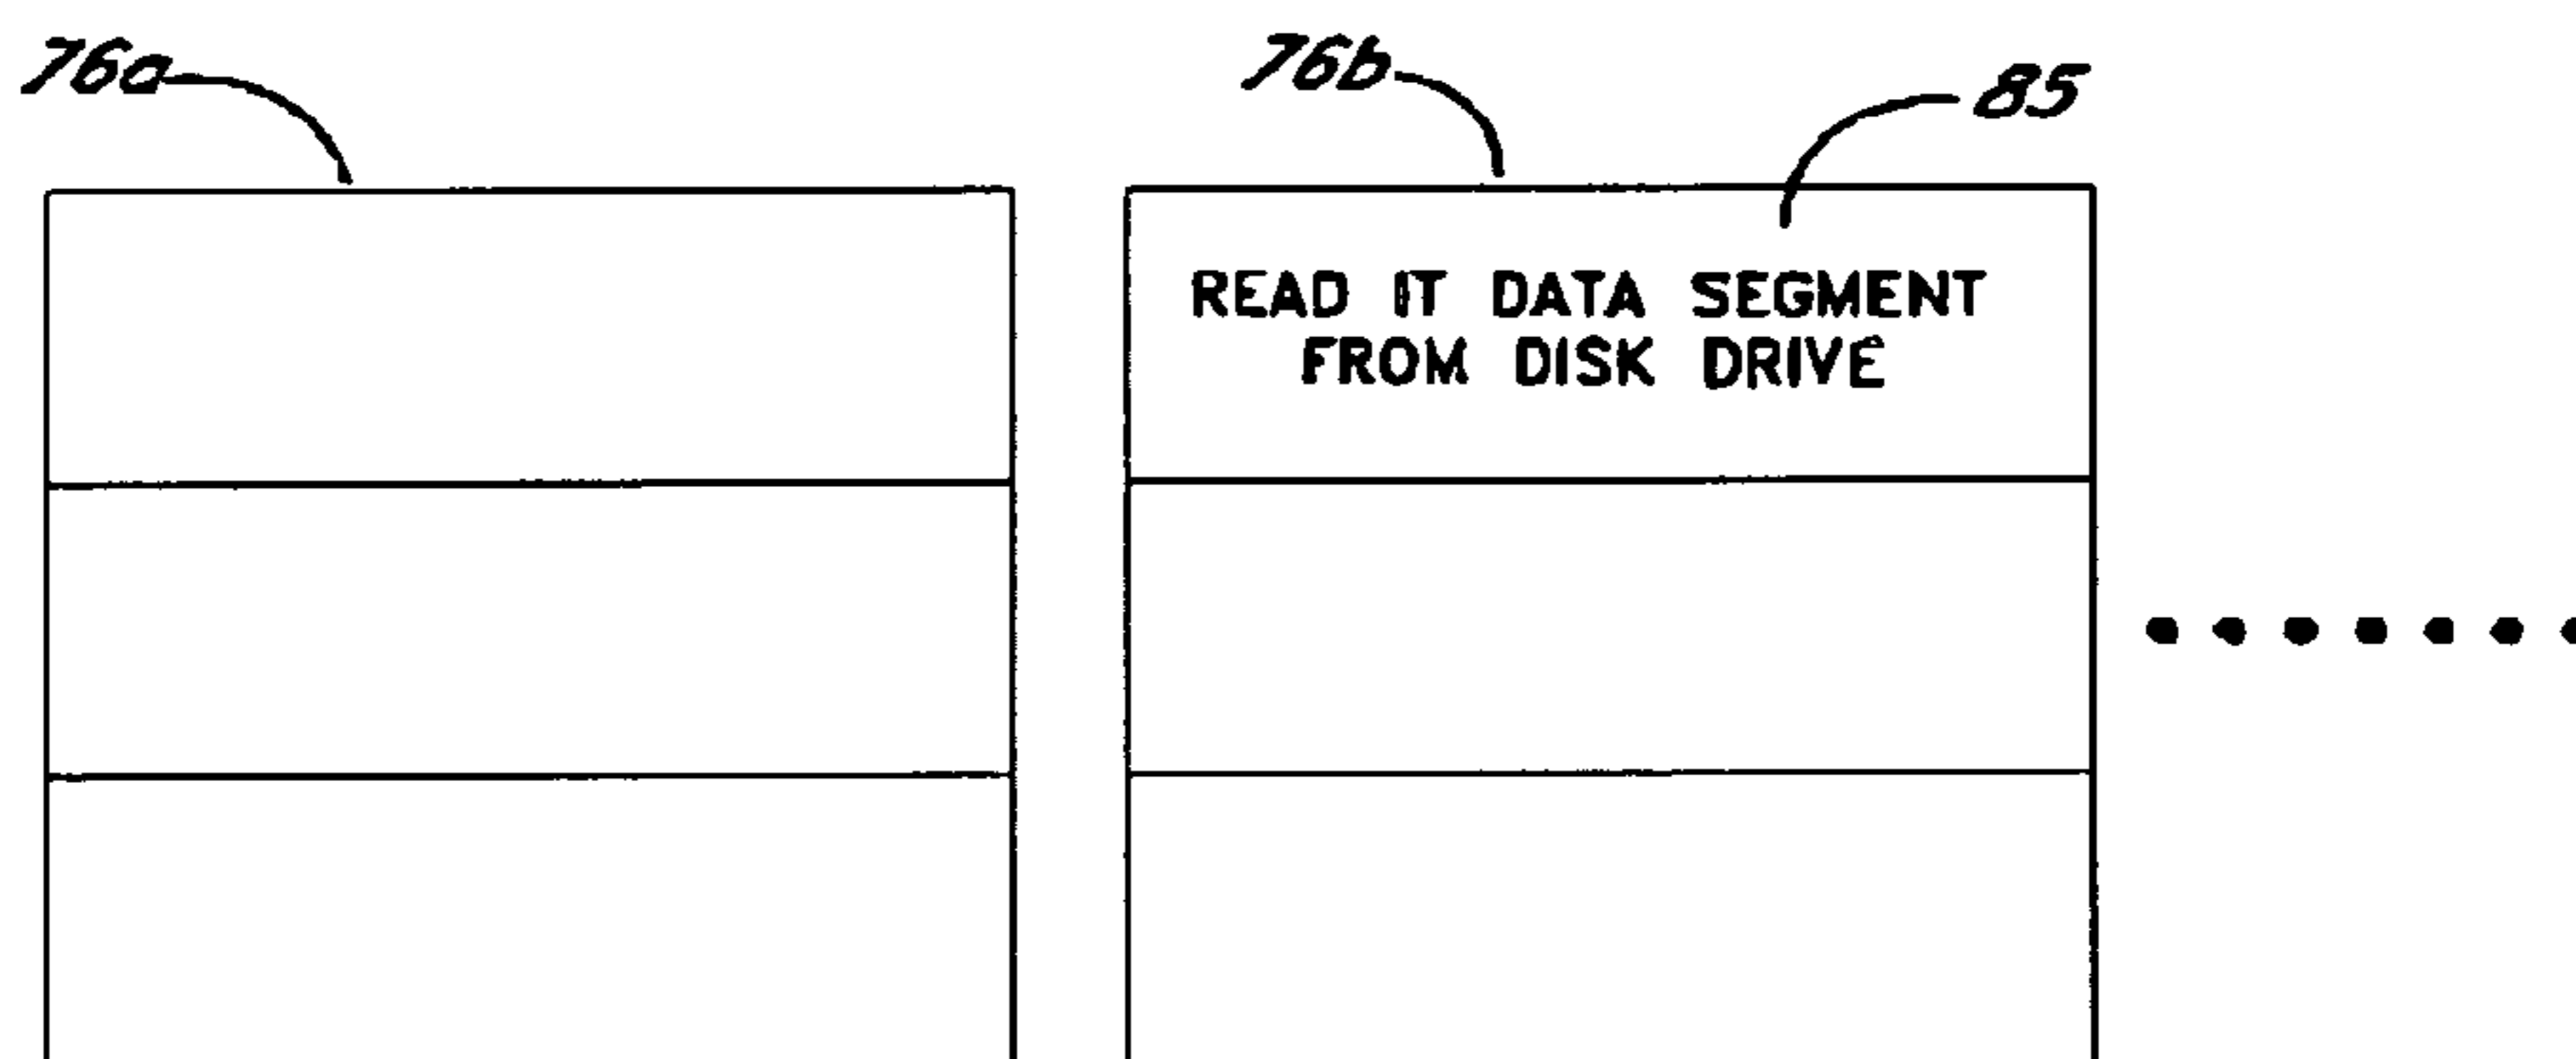 76a
76b
85
READ IT DATA SEGMENT
FROM DISK DRIVE